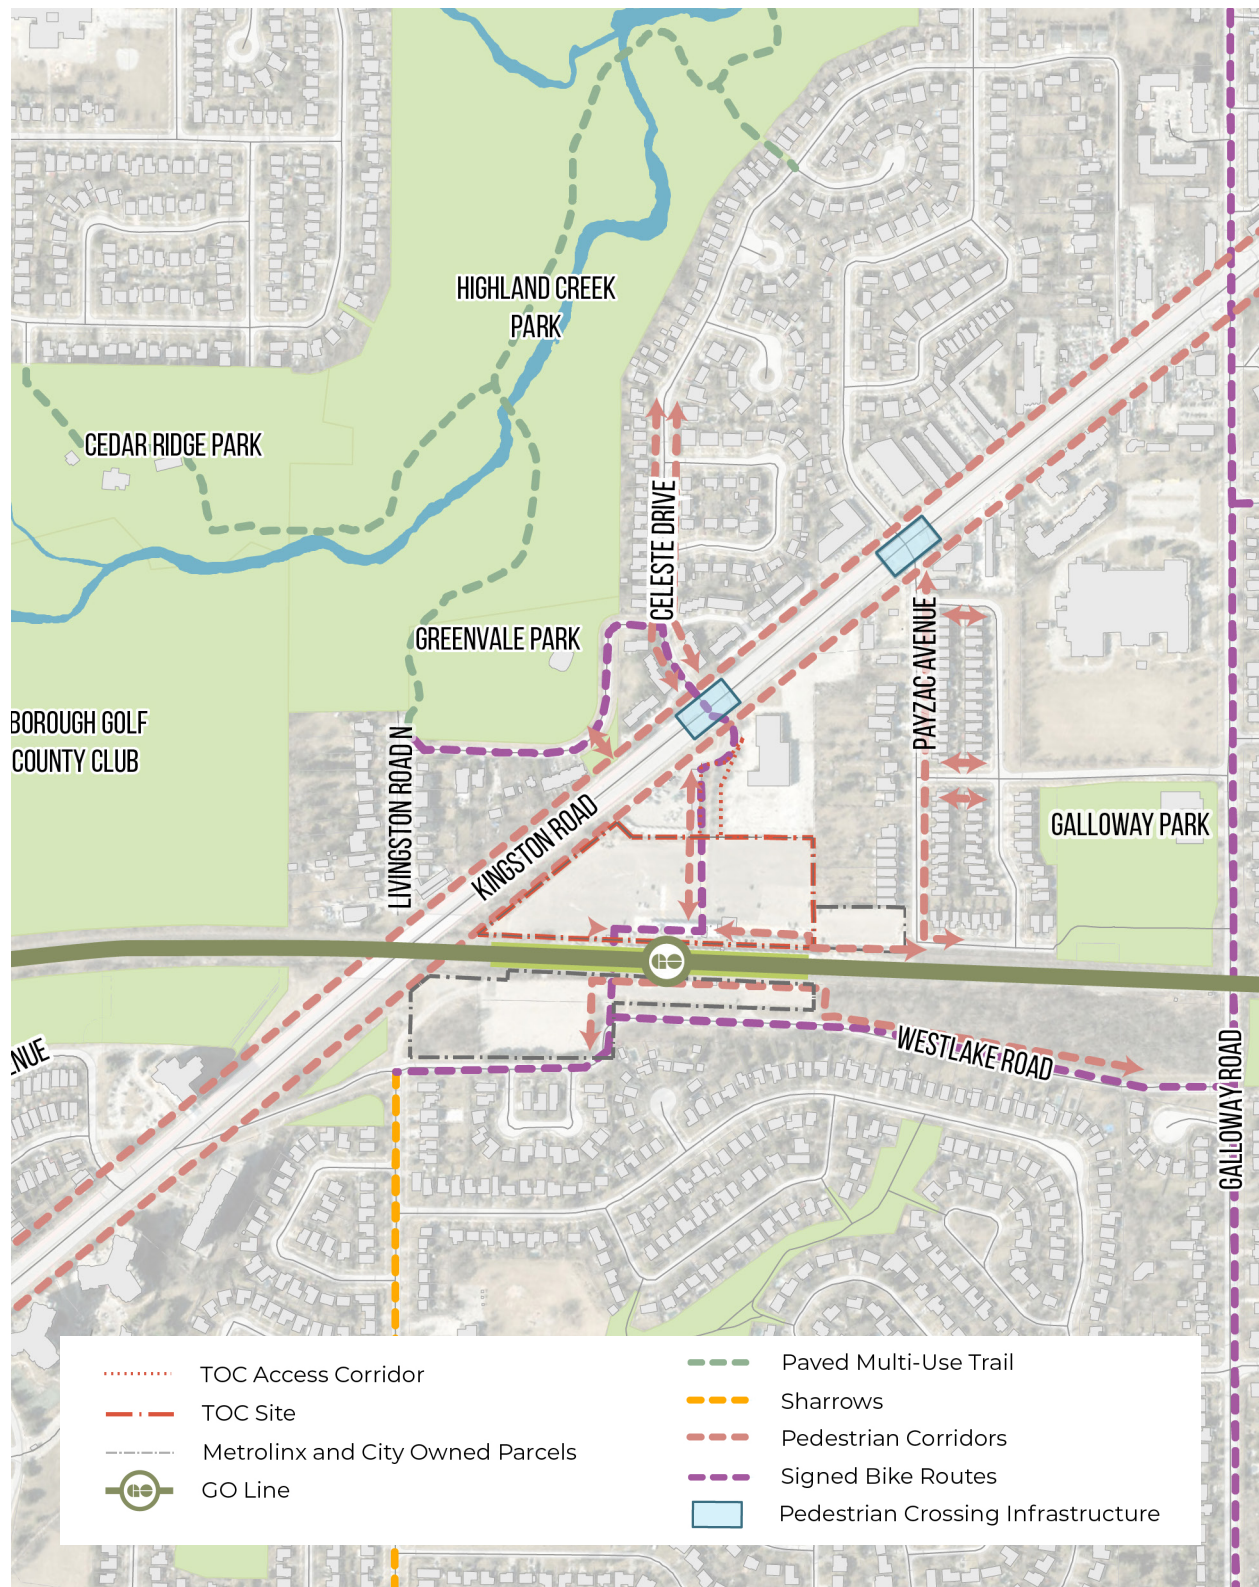 HIGHLAND CREEK
PARK
CEDAR RIDGE PARK
CELESTE DRIVE
GREENVALE PARK
PAYZAC AVENUE
BOROUGH GOLF
COUNTY CLUB
LIVINGSTON ROAD N
KINGSTON ROAD
GALLOWAY PARK
GO
NUE
WESTLAKE ROAD
GALLOWAY ROAD
TOC Access Corridor
TOC Site
Metrolinx and City Owned Parcels
GO
GO Line
Paved Multi-Use Trail
Sharrows
Pedestrian Corridors
Signed Bike Routes
Pedestrian Crossing Infrastructure